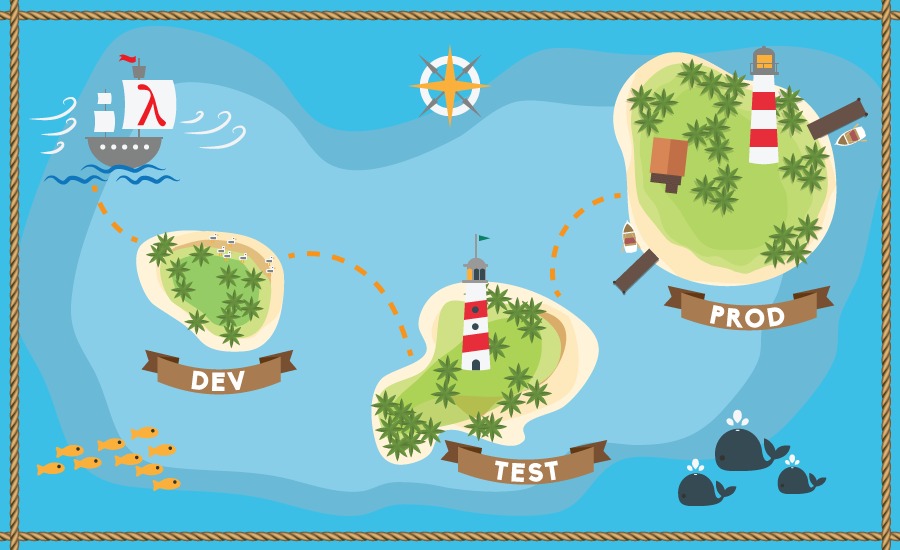 λ
DEV
TEST
PROD